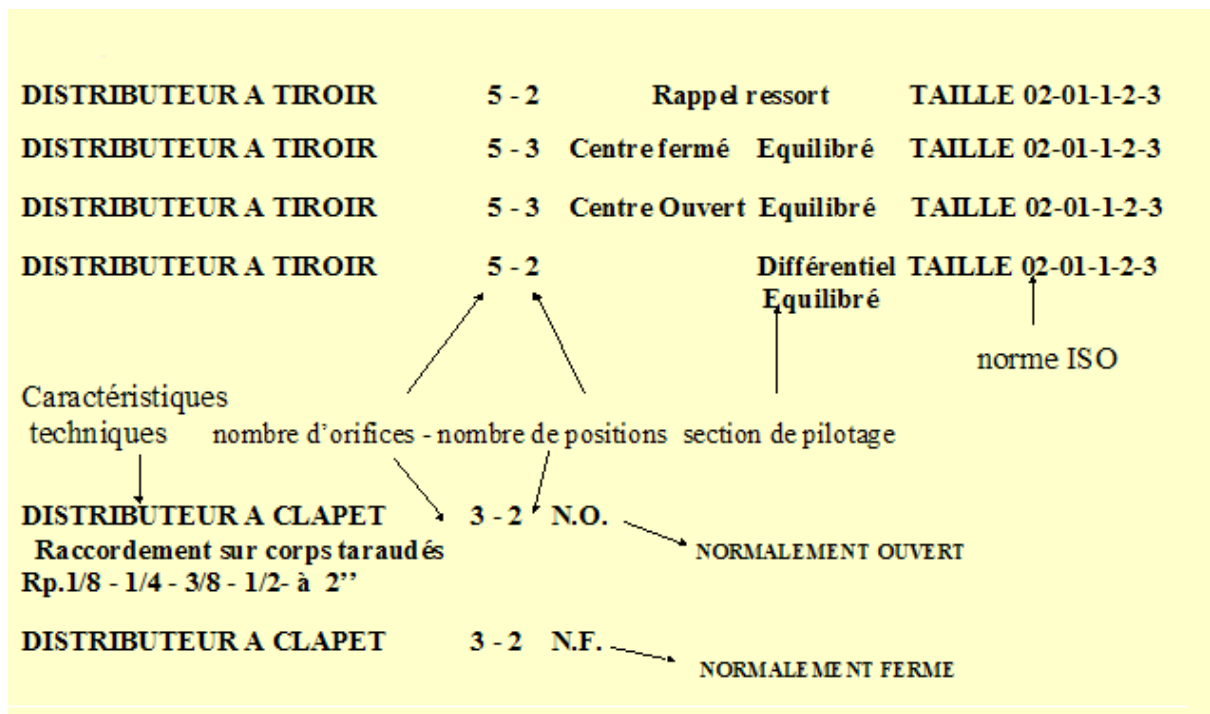 DISTRIBUTEUR A TIROIR 5 - 2 Rappel ressort TAILLE 02-01-1-2-3
DISTRIBUTEUR A TIROIR 5 - 3 Centre fermé Equilibré TAILLE 02-01-1-2-3
DISTRIBUTEUR A TIROIR 5 - 3 Centre Ouvert Equilibré TAILLE 02-01-1-2-3
DISTRIBUTEUR A TIROIR 5 - 2 Différentiel TAILLE 02-01-1-2-3
Equilibré
norme ISO
Caractéristiques
techniques nombre d’orifices - nombre de positions section de pilotage
DISTRIBUTEUR A CLAPET 3 - 2 N.O.
Raccordement sur corps taraudés NORMALEMENT OUVERT
Rp.1/8 - 1/4 - 3/8 - 1/2- à 2’’
DISTRIBUTEUR A CLAPET 3 - 2 N.F.
NORMALEMENT FERME